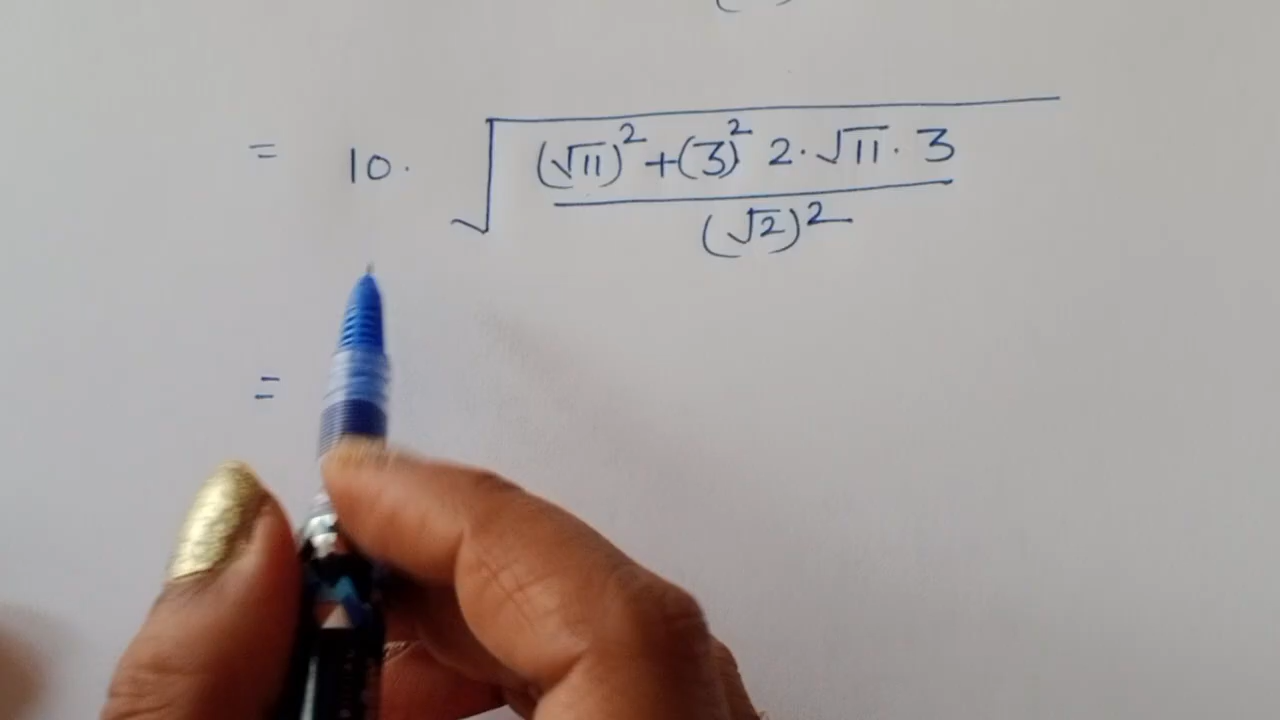 = 10. √((√11)² + (3)² 2·√11·3 / (√2)²)
=